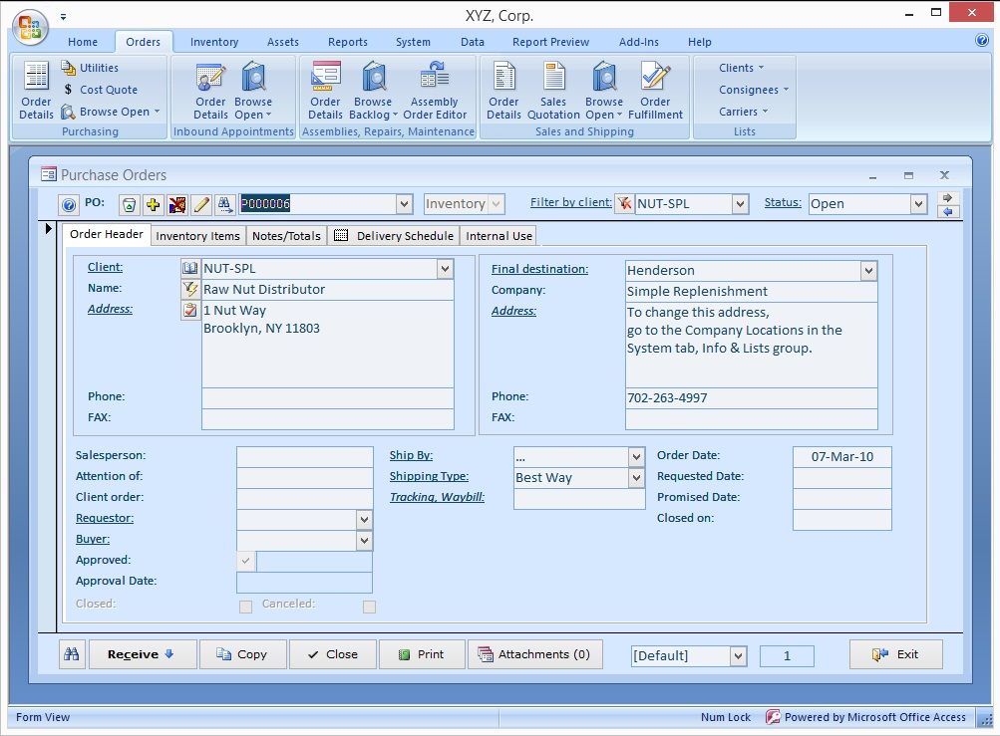 XYZ, Corp.
Home Orders Inventory Assets Reports System Data Report Preview Add-Ins Help
Order Details
Utilities
$ Cost Quote
Browse Open
Purchasing
Order Details
Browse Open
Inbound Appointments
Order Details
Browse Backlog
Assembly Order Editor
Assemblies, Repairs, Maintenance
Order Details
Sales Quotation
Browse Open
Order Fulfillment
Sales and Shipping
Clients
Consignees
Carriers
Lists
Purchase Orders
PO: P000006 Inventory Filter by client: NUT-SPL Status: Open
Order Header Inventory Items Notes/Totals Delivery Schedule Internal Use
Client: NUT-SPL
Name: Raw Nut Distributor
Address: 1 Nut Way
Brooklyn, NY 11803
Phone:
FAX:
Final destination: Henderson
Company: Simple Replenishment
Address: To change this address,
go to the Company Locations in the
System tab, Info & Lists group.
Phone: 702-263-4997
FAX:
Salesperson:
Attention of:
Client order:
Requestor:
Buyer:
Approved:
Approval Date:
Closed: Canceled:
Ship By: ...
Shipping Type: Best Way
Tracking, Waybill:
Order Date: 07-Mar-10
Requested Date:
Promised Date:
Closed on:
Receive Copy Close Print Attachments (0) [Default] 1 Exit
Form View Num Lock Powered by Microsoft Office Access